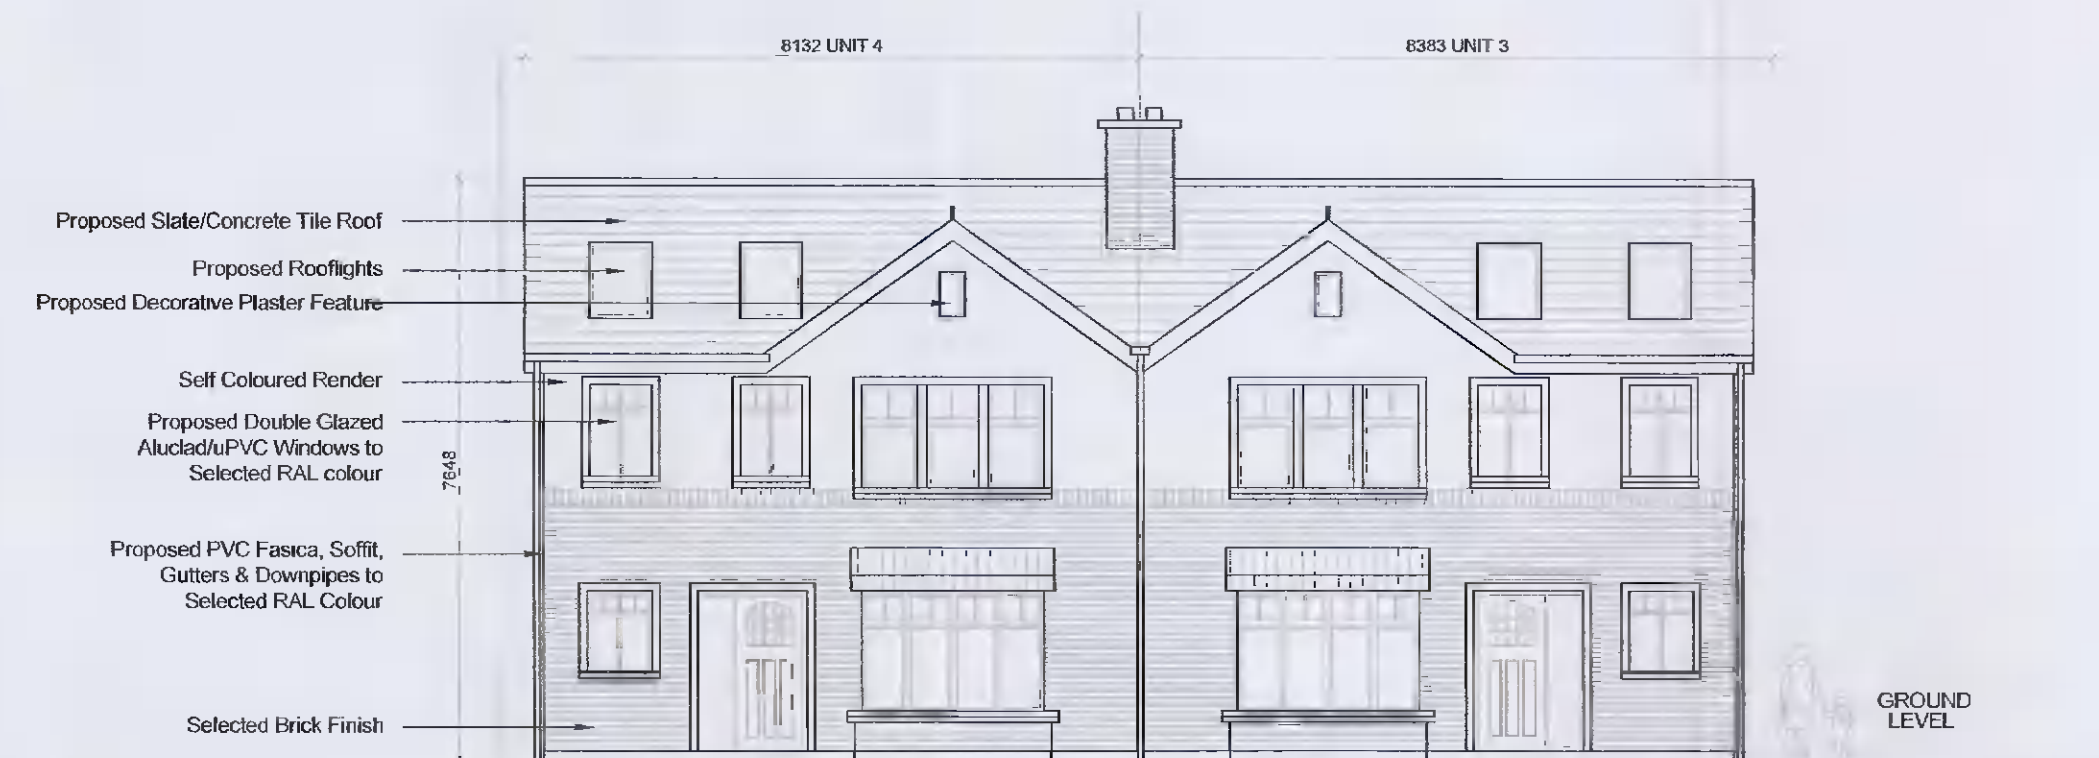 8132 UNIT 4
8383 UNIT 3
Proposed Slate/Concrete Tile Roof
Proposed Rooflights
Proposed Decorative Plaster Feature
Self Coloured Render
Proposed Double Glazed
Aluclad/uPVC Windows to
Selected RAL colour
7648
Proposed PVC Fasica, Soffit,
Gutters & Downpipes to
Selected RAL Colour
Selected Brick Finish
GROUND
LEVEL